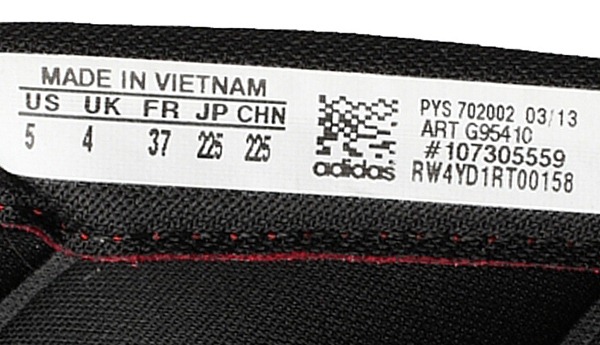 MADE IN VIETNAM
US UK FR JP CHN
5 4 37 225 225
adidas
PYS 702002 03/13
ART G95410
#107305559
RW4YD1RT00158